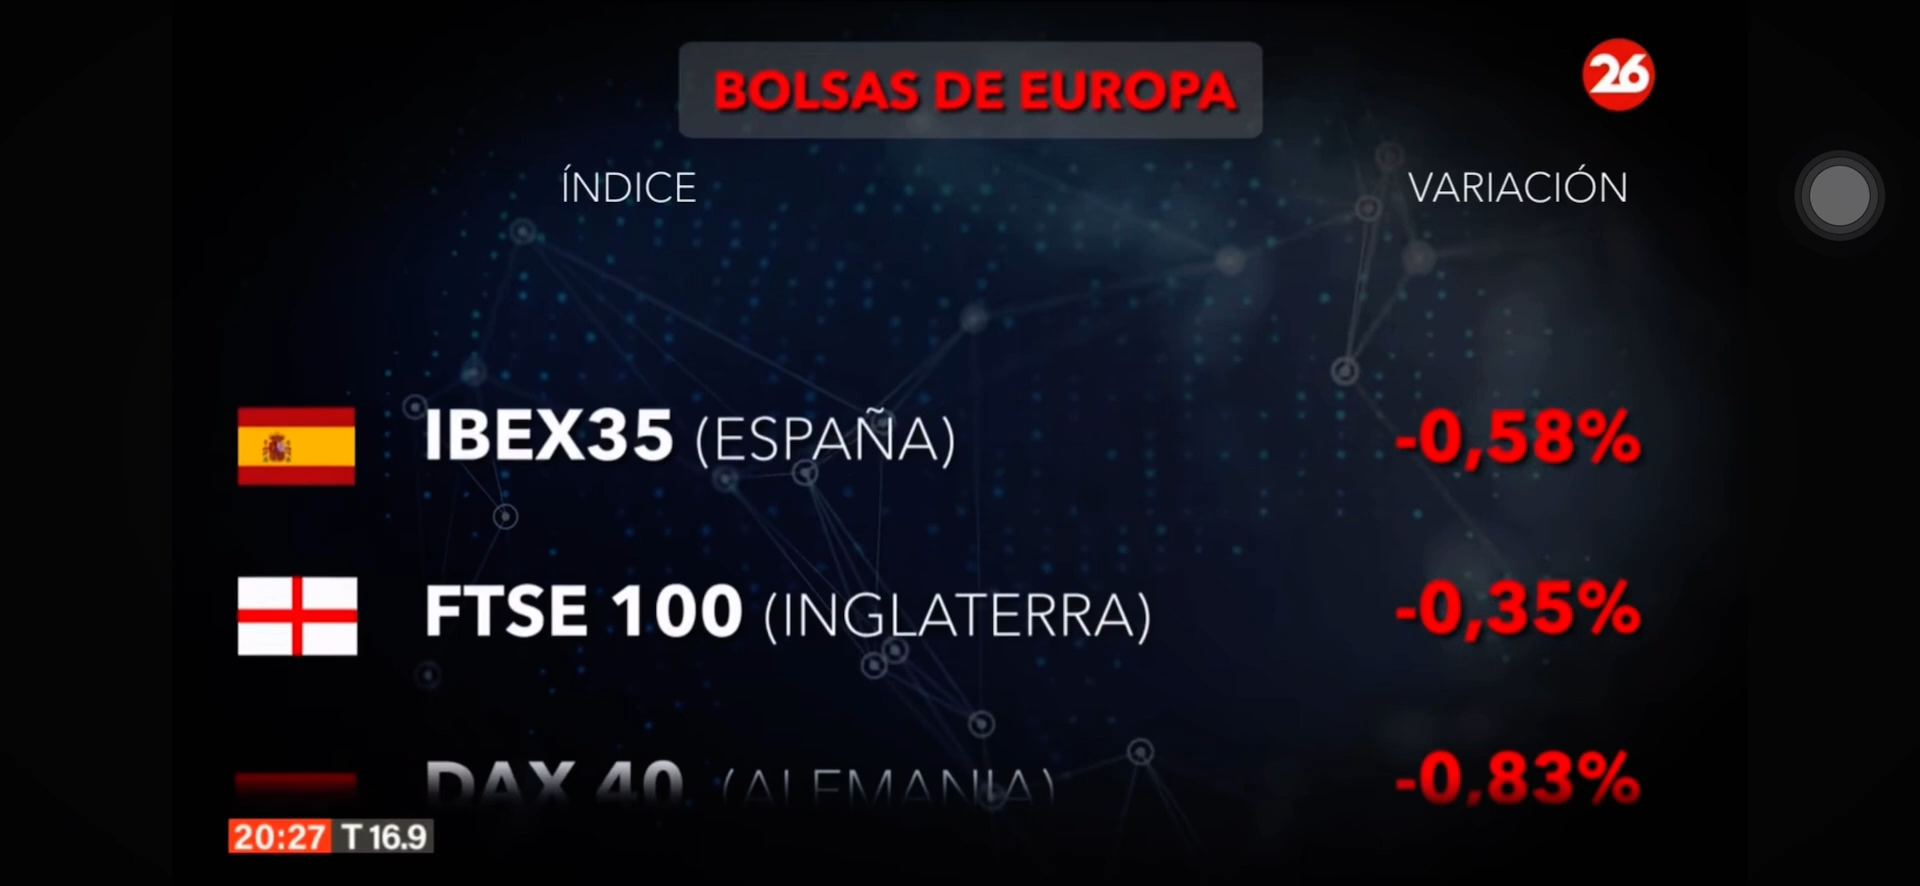 BOLSAS DE EUROPA
26
ÍNDICE VARIACIÓN
IBEX35 (ESPAÑA) -0,58%
FTSE 100 (INGLATERRA) -0,35%
DAX 40 (ALEMANIA) -0,83%
20:27 T 16.9